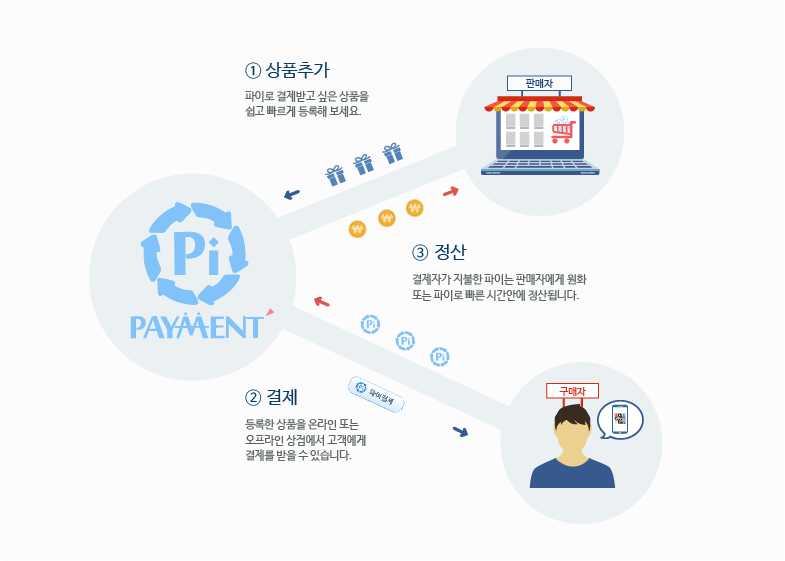 ① 상품추가
파이로 결제받고 싶은 상품을
쉽고 빠르게 등록해 보세요.
판매자
Pi
PAYMENT
③ 정산
결제자가 지불한 파이는 판매자에게 원화
또는 파이로 빠른 시간안에 정산됩니다.
Pi
Pi
Pi
② 결제
등록한 상품을 온라인 또는
오프라인 상점에서 고객에게
결제를 받을 수 있습니다.
파이결제
구매자